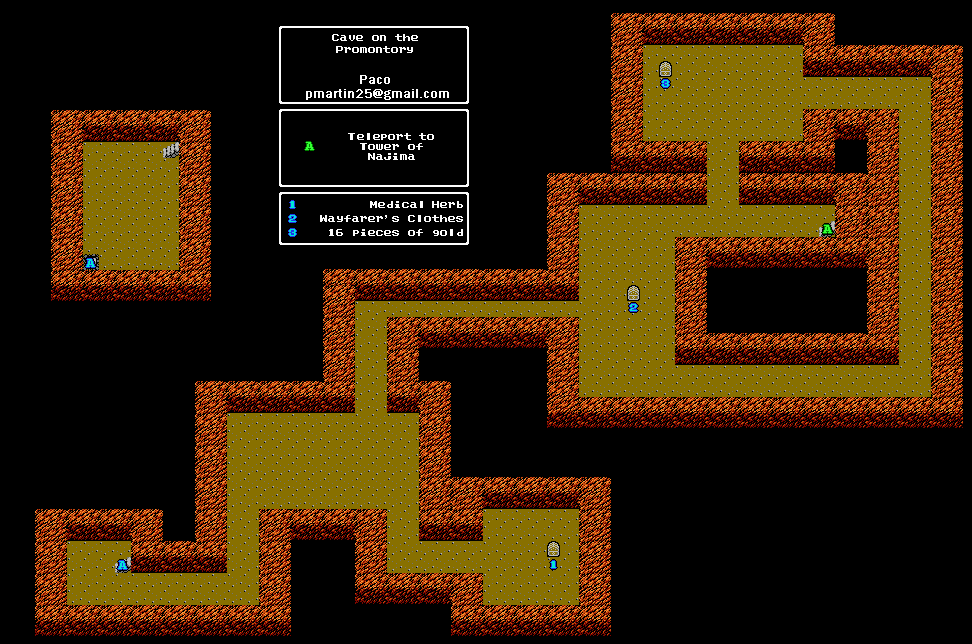 Cave on the
Promontory
Paco
pmartin25@gmail.com
A Teleport to
Tower of
Najima
1 Medical Herb
2 Wayfarer's Clothes
3 16 pieces of gold
3
A
A
2
A
1